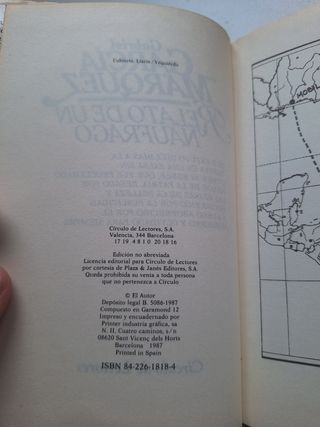 Cubierta: Llarin/Yzquierdo
Círculo de Lectores, S.A.
Valencia, 344 Barcelona
17 19 4 8 1 0 20 18 16
Edición no abreviada
Licencia editorial para Círculo de Lectores
por cortesía de Plaza & Janés Editores, S.A.
Queda prohibida su venta a toda persona
que no pertenezca a Círculo
© El Autor
Depósito legal B. 5086-1987
Compuesto en Garamond 12
Impreso y encuadernado por
Printer industria gráfica, sa
N. II, Cuatro caminos, s/n
08620 Sant Vicenç dels Horts
Barcelona 1987
Printed in Spain
ISBN 84-226-1818-4
MOBI